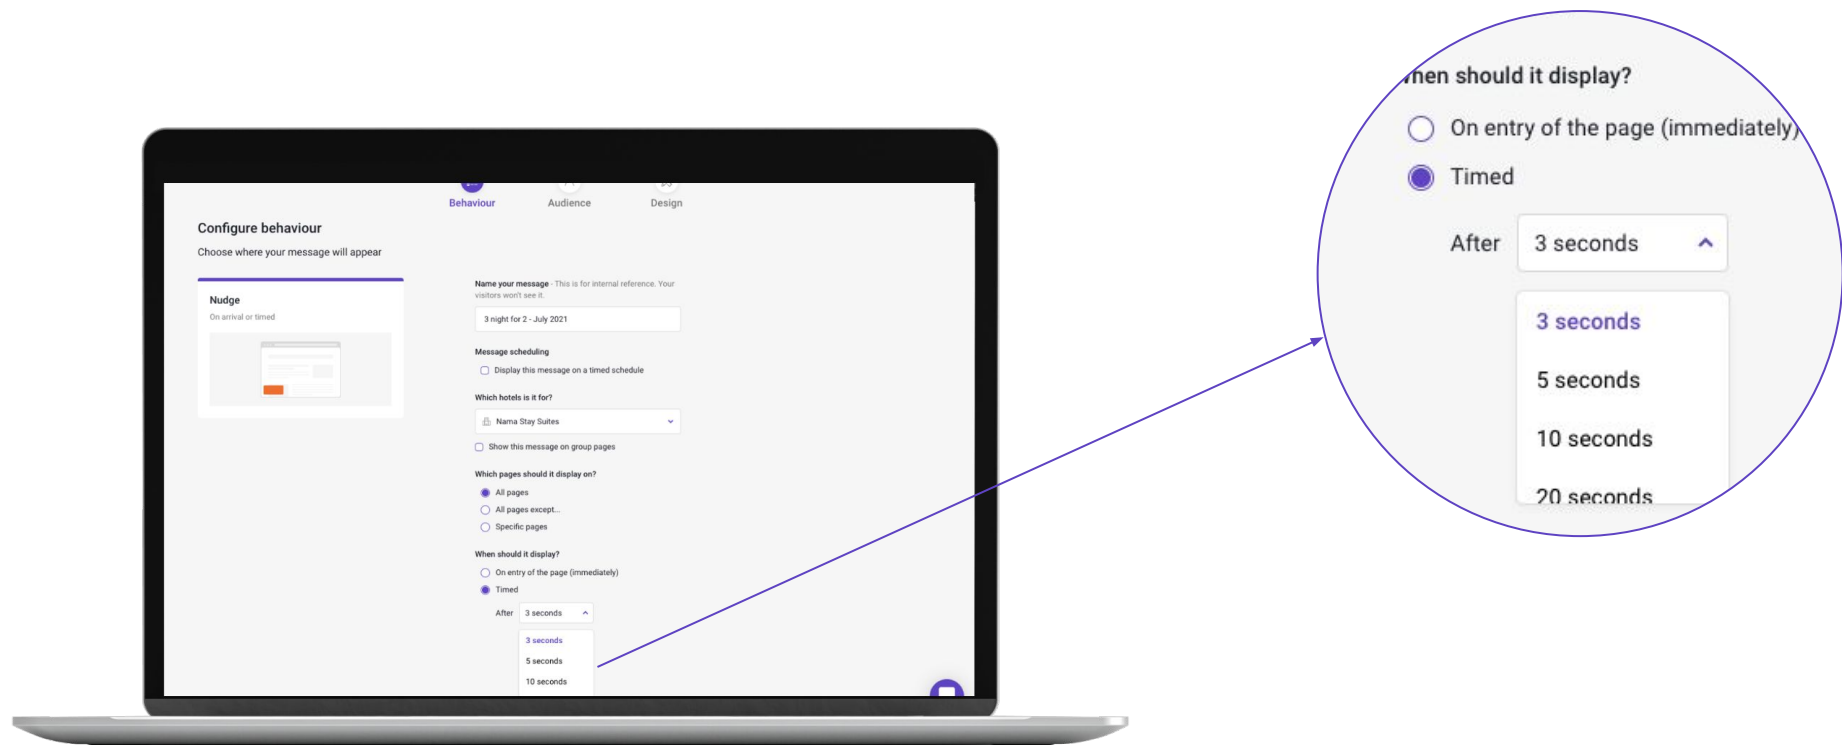 Behaviour
Audience
Design
Configure behaviour
Choose where your message will appear
Nudge
On arrival or timed
Name your message - This is for internal reference. Your
visitors won't see it.
3 night for 2 - July 2021
Message scheduling
Display this message on a timed schedule
Which hotels is it for?
Nama Stay Suites
Show this message on group pages
Which pages should it display on?
All pages
All pages except...
Specific pages
When should it display?
On entry of the page (immediately)
Timed
After 3 seconds
3 seconds
5 seconds
10 seconds
When should it display?
On entry of the page (immediately)
Timed
After 3 seconds
3 seconds
5 seconds
10 seconds
20 seconds